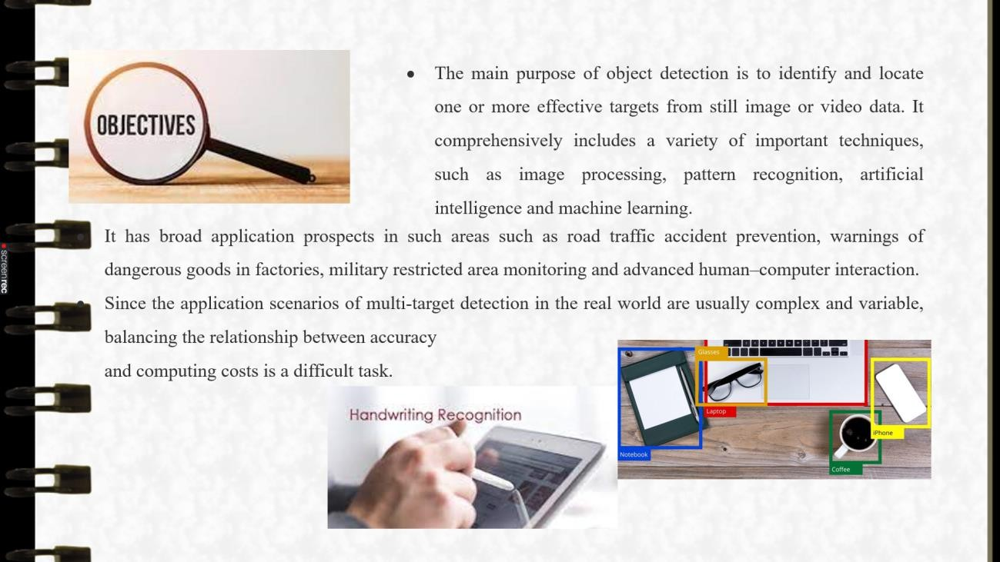 OBJECTIVES
• The main purpose of object detection is to identify and locate
one or more effective targets from still image or video data. It
comprehensively includes a variety of important techniques,
such as image processing, pattern recognition, artificial
intelligence and machine learning.
• It has broad application prospects in such areas such as road traffic accident prevention, warnings of
dangerous goods in factories, military restricted area monitoring and advanced human–computer interaction.
• Since the application scenarios of multi-target detection in the real world are usually complex and variable,
balancing the relationship between accuracy
and computing costs is a difficult task.
Handwriting Recognition
Glasses
Laptop
iPhone
Notebook
Coffee
screenrec